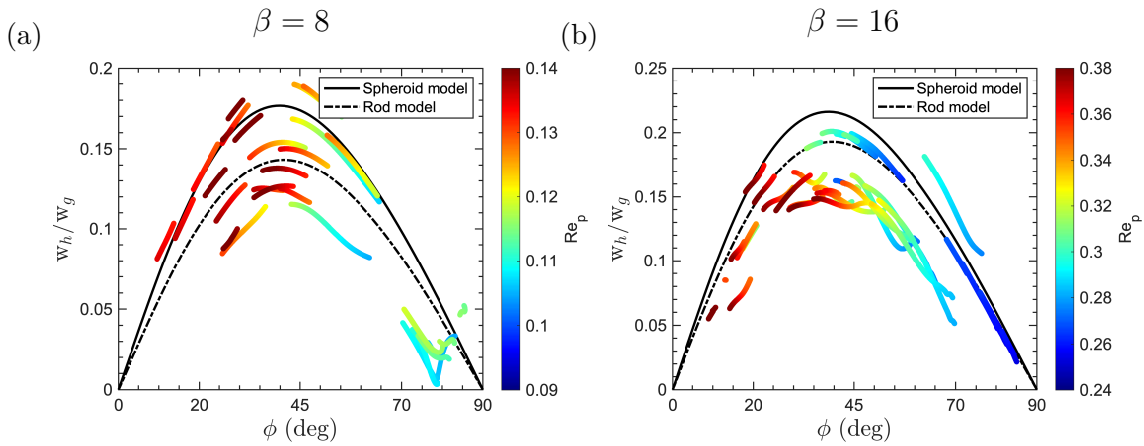 β = 8
(a)
0.2
0.15
0.1
0.05
0
w_h/w_g
0
20
45
70
90
ϕ (deg)
Spheroid model
Rod model
0.14
0.13
0.12
0.11
0.1
0.09
Re_p
β = 16
(b)
0.25
0.2
0.15
0.1
0.05
0
w_h/w_g
0
20
45
70
90
ϕ (deg)
Spheroid model
Rod model
0.38
0.36
0.34
0.32
0.3
0.28
0.26
0.24
Re_p